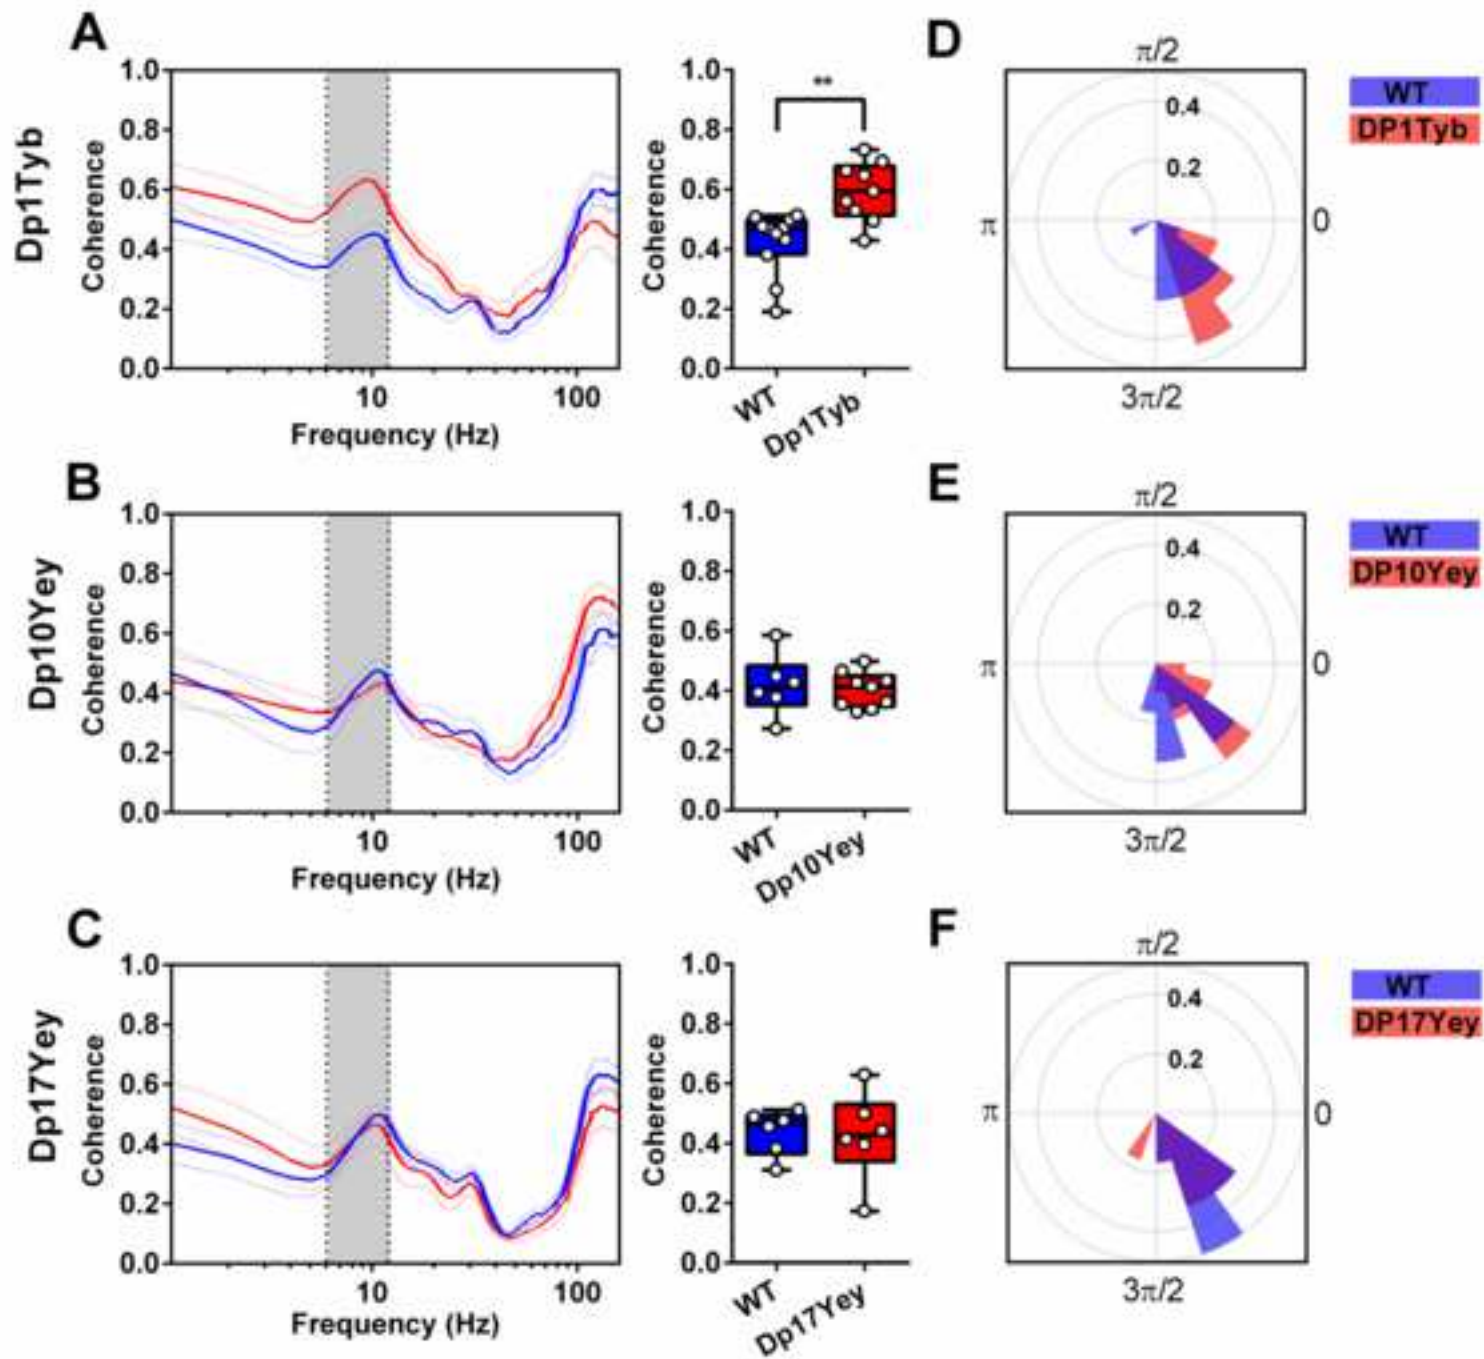 A
Dp1Tyb
Coherence
1.0
0.8
0.6
0.4
0.2
0.0
10
100
Frequency (Hz)
Coherence
1.0
0.8
0.6
0.4
0.2
0.0
**
WT
Dp1Tyb
D
π/2
0.4
0.2
π
0
3π/2
WT
DP1Tyb
B
Dp10Yey
Coherence
1.0
0.8
0.6
0.4
0.2
0.0
10
100
Frequency (Hz)
Coherence
1.0
0.8
0.6
0.4
0.2
0.0
WT
Dp10Yey
E
π/2
0.4
0.2
π
0
3π/2
WT
DP10Yey
C
Dp17Yey
Coherence
1.0
0.8
0.6
0.4
0.2
0.0
10
100
Frequency (Hz)
Coherence
1.0
0.8
0.6
0.4
0.2
0.0
WT
Dp17Yey
F
π/2
0.4
0.2
π
0
3π/2
WT
DP17Yey